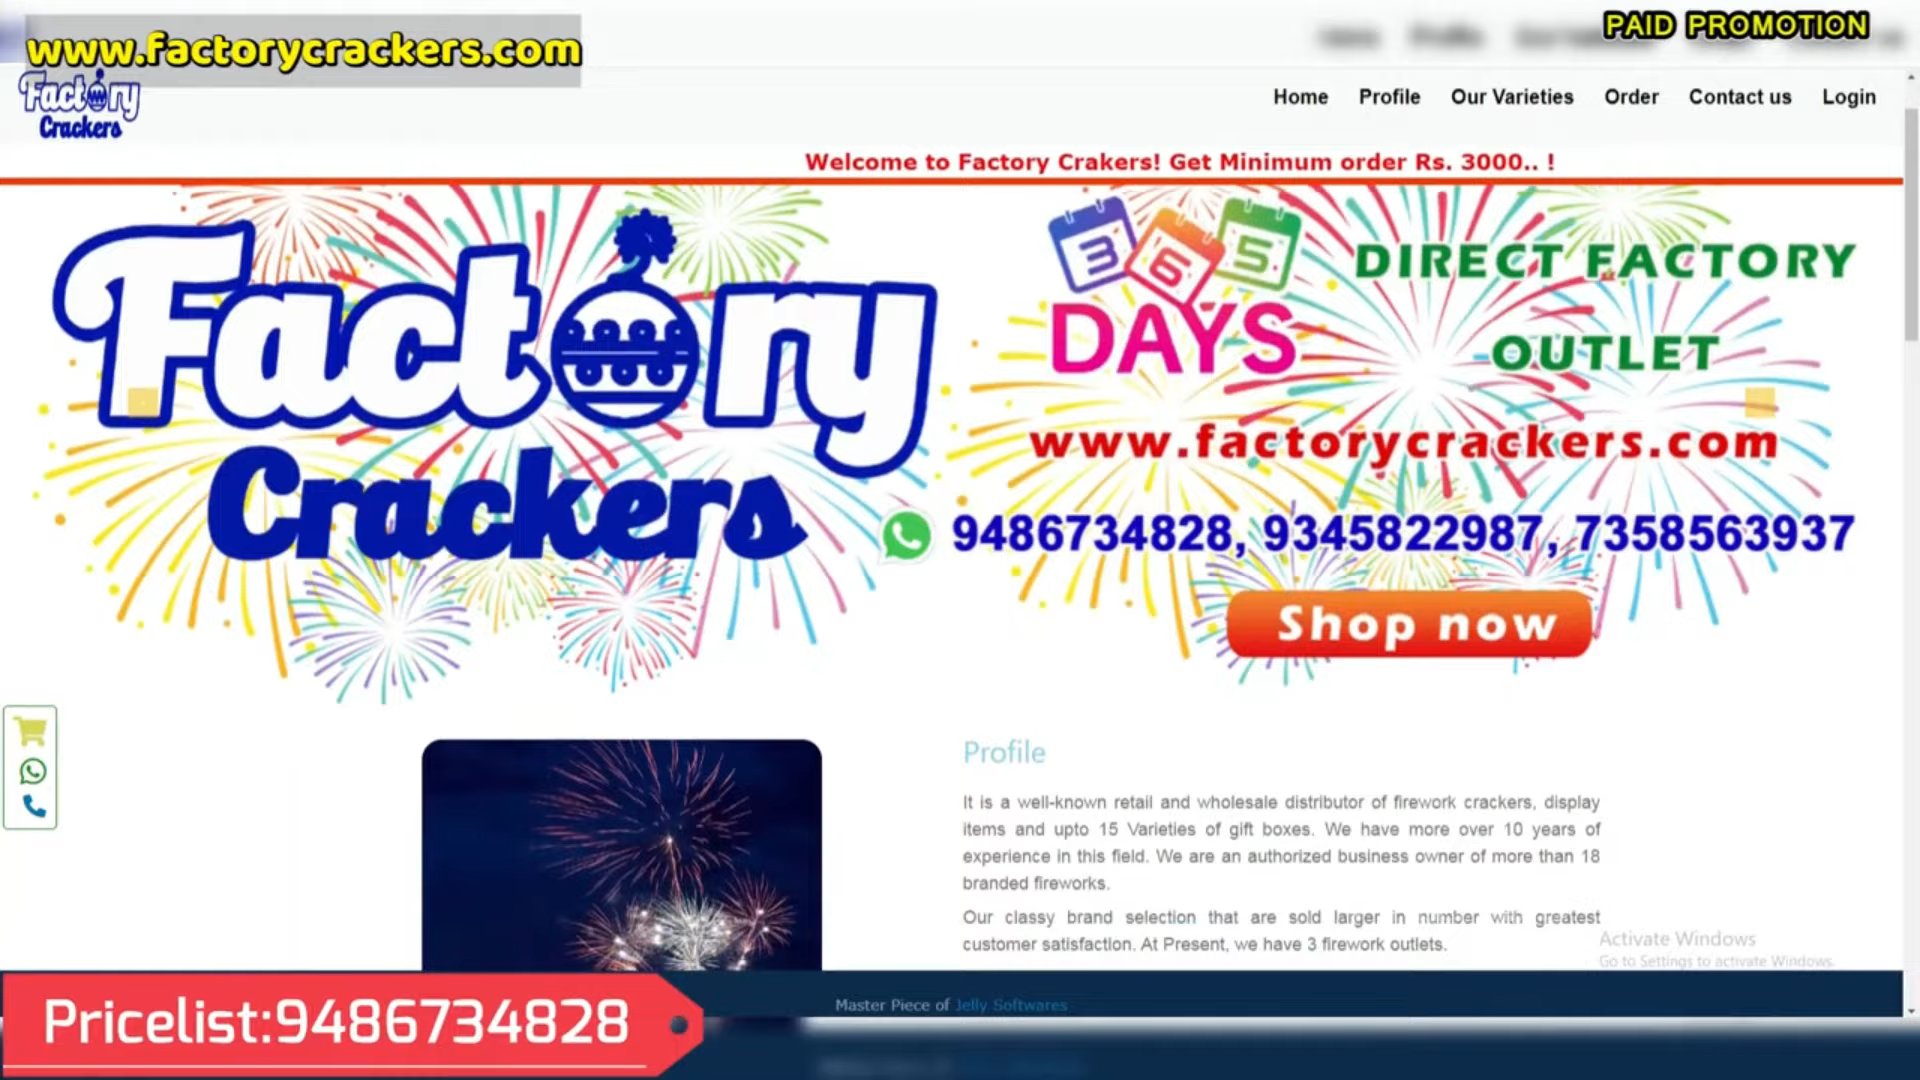 www.factorycrackers.com
PAID PROMOTION
Factory
Crackers
Home Profile Our Varieties Order Contact us Login
Welcome to Factory Crakers! Get Minimum order Rs. 3000.. !
Factory
Crackers
365
DAYS
DIRECT FACTORY
OUTLET
www.factorycrackers.com
9486734828, 9345822987, 7358563937
Shop now
Profile
It is a well-known retail and wholesale distributor of firework crackers, display
items and upto 15 Varieties of gift boxes. We have more over 10 years of
experience in this field. We are an authorized business owner of more than 18
branded fireworks.
Our classy brand selection that are sold larger in number with greatest
customer satisfaction. At Present, we have 3 firework outlets.
Activate Windows
Go to Settings to activate Windows.
Master Piece of Jelly Softwares
Pricelist:9486734828